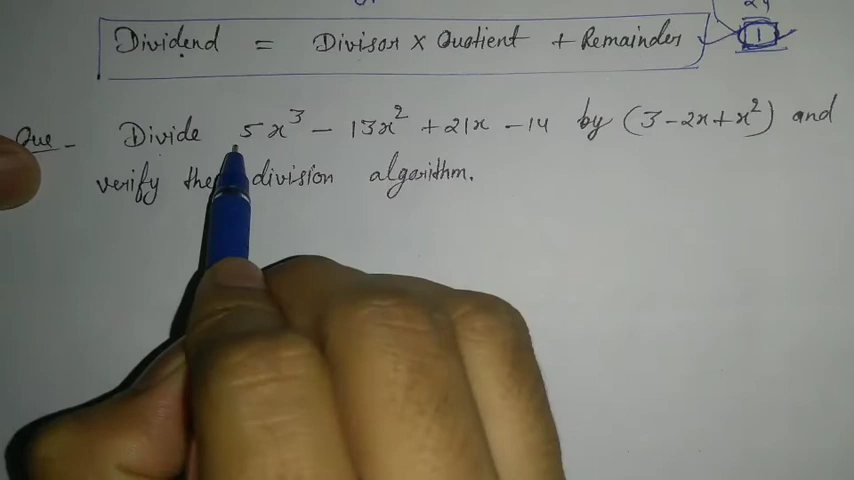 Dividend = Divisor × Quotient + Remainder
1
Que - Divide 5x³ - 13x² + 21x - 14 by (3 - 2x + x²) and
verify the division algorithm.